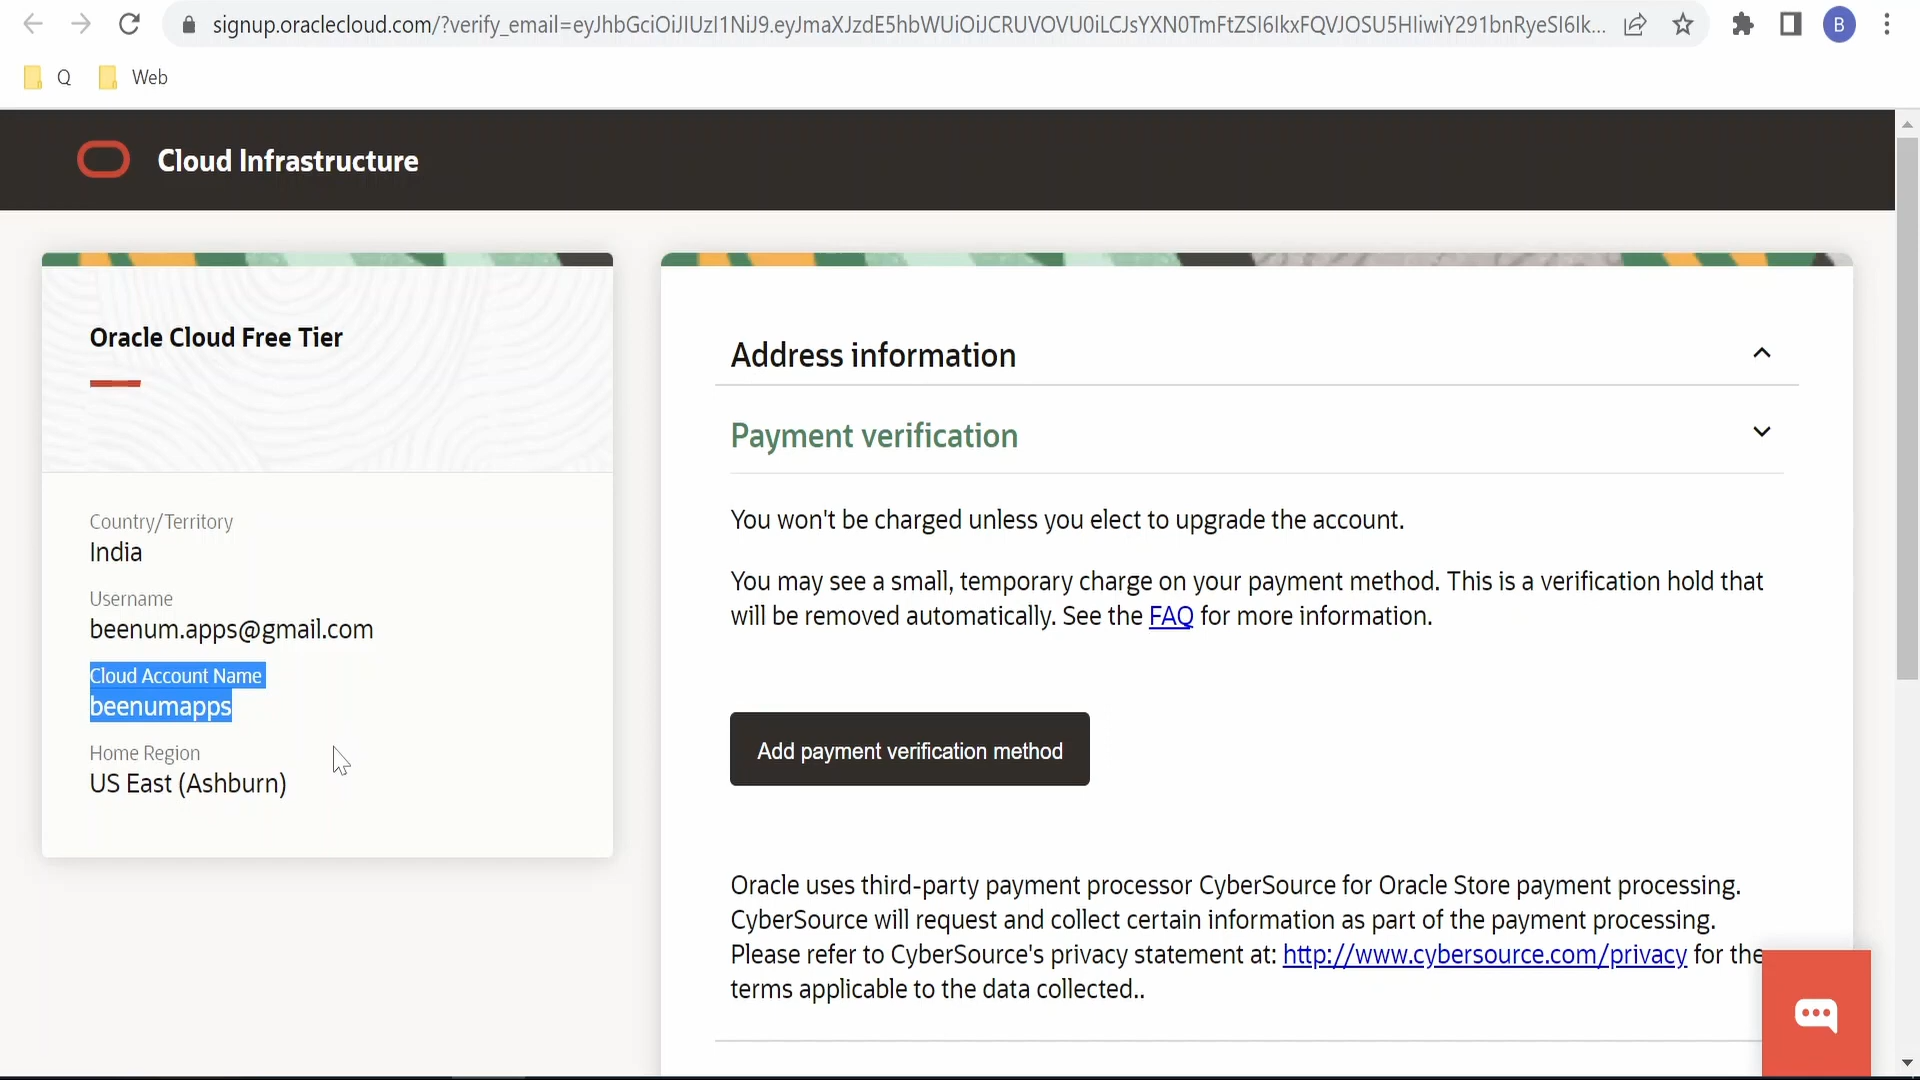 signup.oraclecloud.com/?verify_email=eyJhbGciOiJIUzI1NiJ9.eyJmaXJzdE5hbWUiOiJCRUVOVU0iLCJsYXN0TmFtZSI6IkxFQVJOSU5HIiwiY291bnRyeSI6Ik...
B
Q
Web
Cloud Infrastructure
Oracle Cloud Free Tier
Country/Territory
India
Username
beenum.apps@gmail.com
Cloud Account Name
beenumapps
Home Region
US East (Ashburn)
Address information
Payment verification
You won't be charged unless you elect to upgrade the account.
You may see a small, temporary charge on your payment method. This is a verification hold that
will be removed automatically. See the FAQ for more information.
Add payment verification method
Oracle uses third-party payment processor CyberSource for Oracle Store payment processing.
CyberSource will request and collect certain information as part of the payment processing.
Please refer to CyberSource's privacy statement at: http://www.cybersource.com/privacy for the
terms applicable to the data collected..